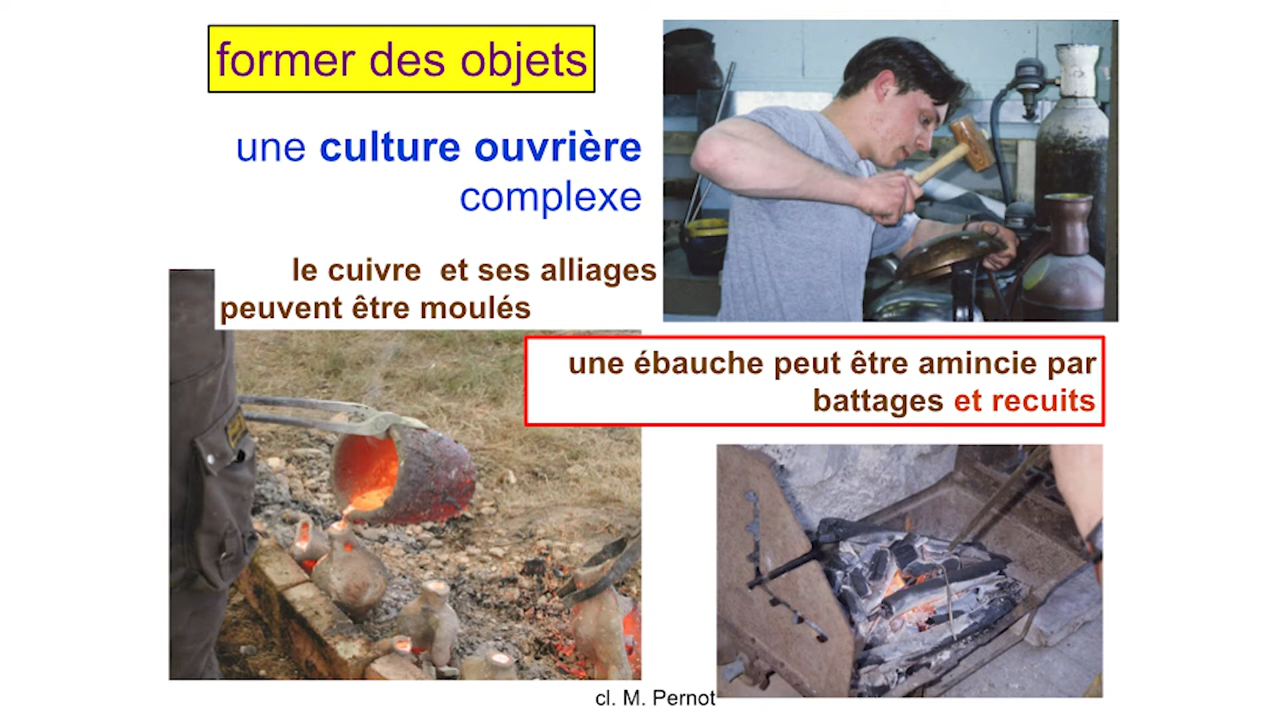 former des objets
une culture ouvrière
complexe
le cuivre et ses alliages
peuvent être moulés
une ébauche peut être amincie par
battages et recuits
cl. M. Pernot